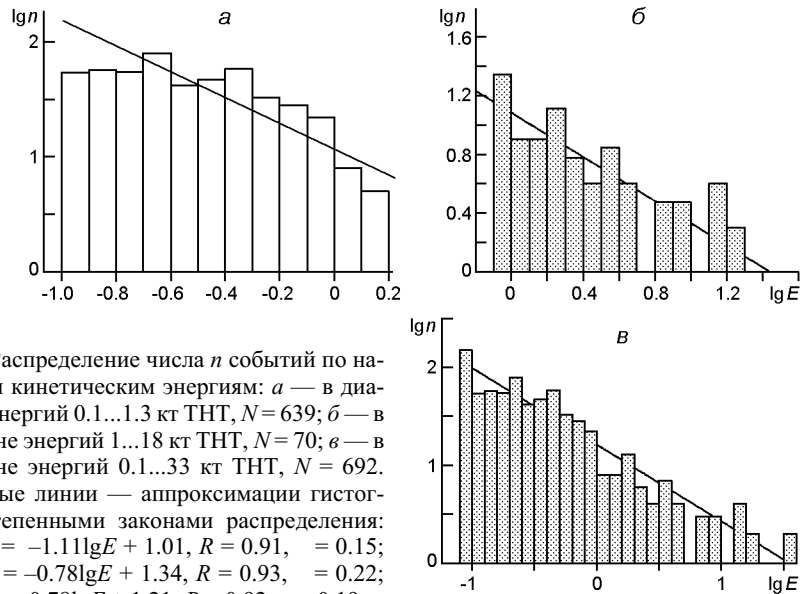 lgn
а
2
1
0
-1.0 -0.8 -0.6 -0.4 -0.2 0 0.2
lgn
б
1.6
1.2
0.8
0.4
0
0 0.4 0.8 1.2 lgE
lgn
в
2
1
0
-1 0 1 lgE
аспределение числа n событий по на-
кинетическим энергиям: а — в диа-
нергий 0.1...1.3 кт ТНТ, N = 639; б — в
не энергий 1...18 кт ТНТ, N = 70; в — в
не энергий 0.1...33 кт ТНТ, N = 692.
ые линии — аппроксимации гистог-
тепенными законами распределения:
= –1.11lgE + 1.01, R = 0.91, = 0.15;
= –0.78lgE + 1.34, R = 0.93, = 0.22;